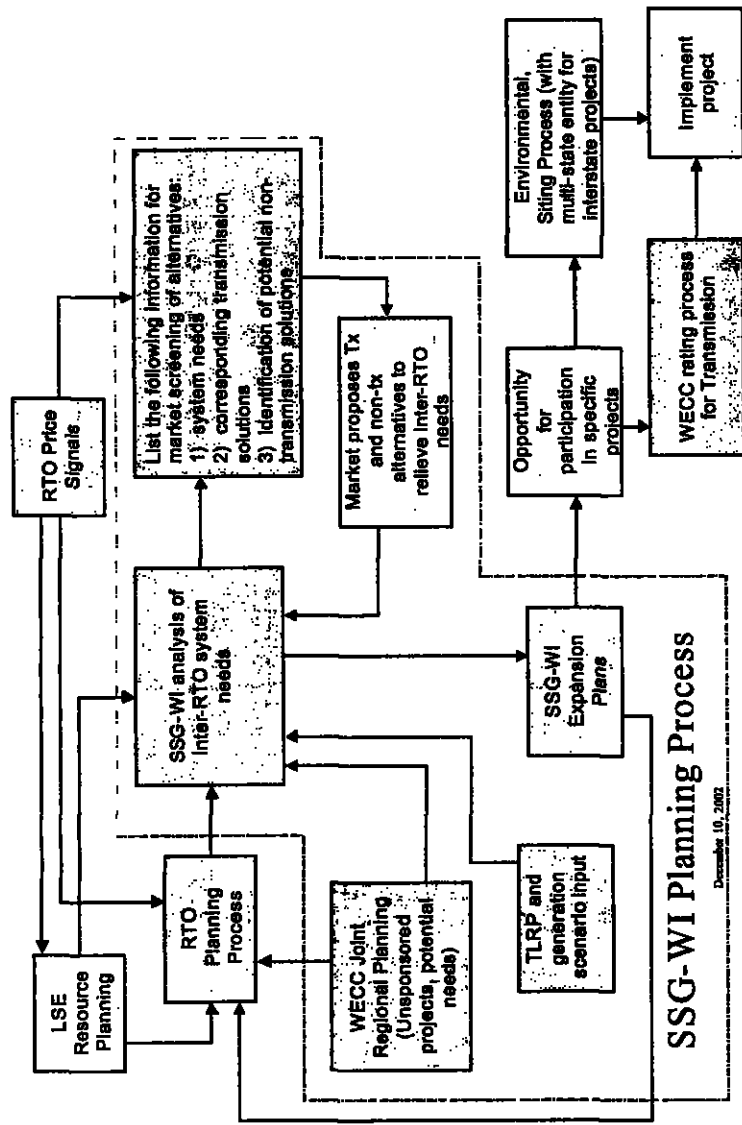 RTO Price
Signals
LSE
Resource
Planning
List the following information for
market screening of alternatives:
1) system needs
2) corresponding transmission
solutions
3) Identification of potential non-
transmission solutions
RTO
Planning
Process
SSG-WI analysis of
Inter-RTO system
needs
Market proposes Tx
and non-tx
alternatives to
relieve Inter-RTO
needs
WECC Joint
Regional Planning
(Unsponsored
projects, potential
needs)
TLRP and
generation
scenario input
SSG-WI
Expansion
Plans
Opportunity
for
participation
in specific
projects
Environmental,
Siting Process (with
multi-state entity for
interstate projects)
WECC rating process
for Transmission
Implement
project
SSG-WI Planning Process
December 10, 2002